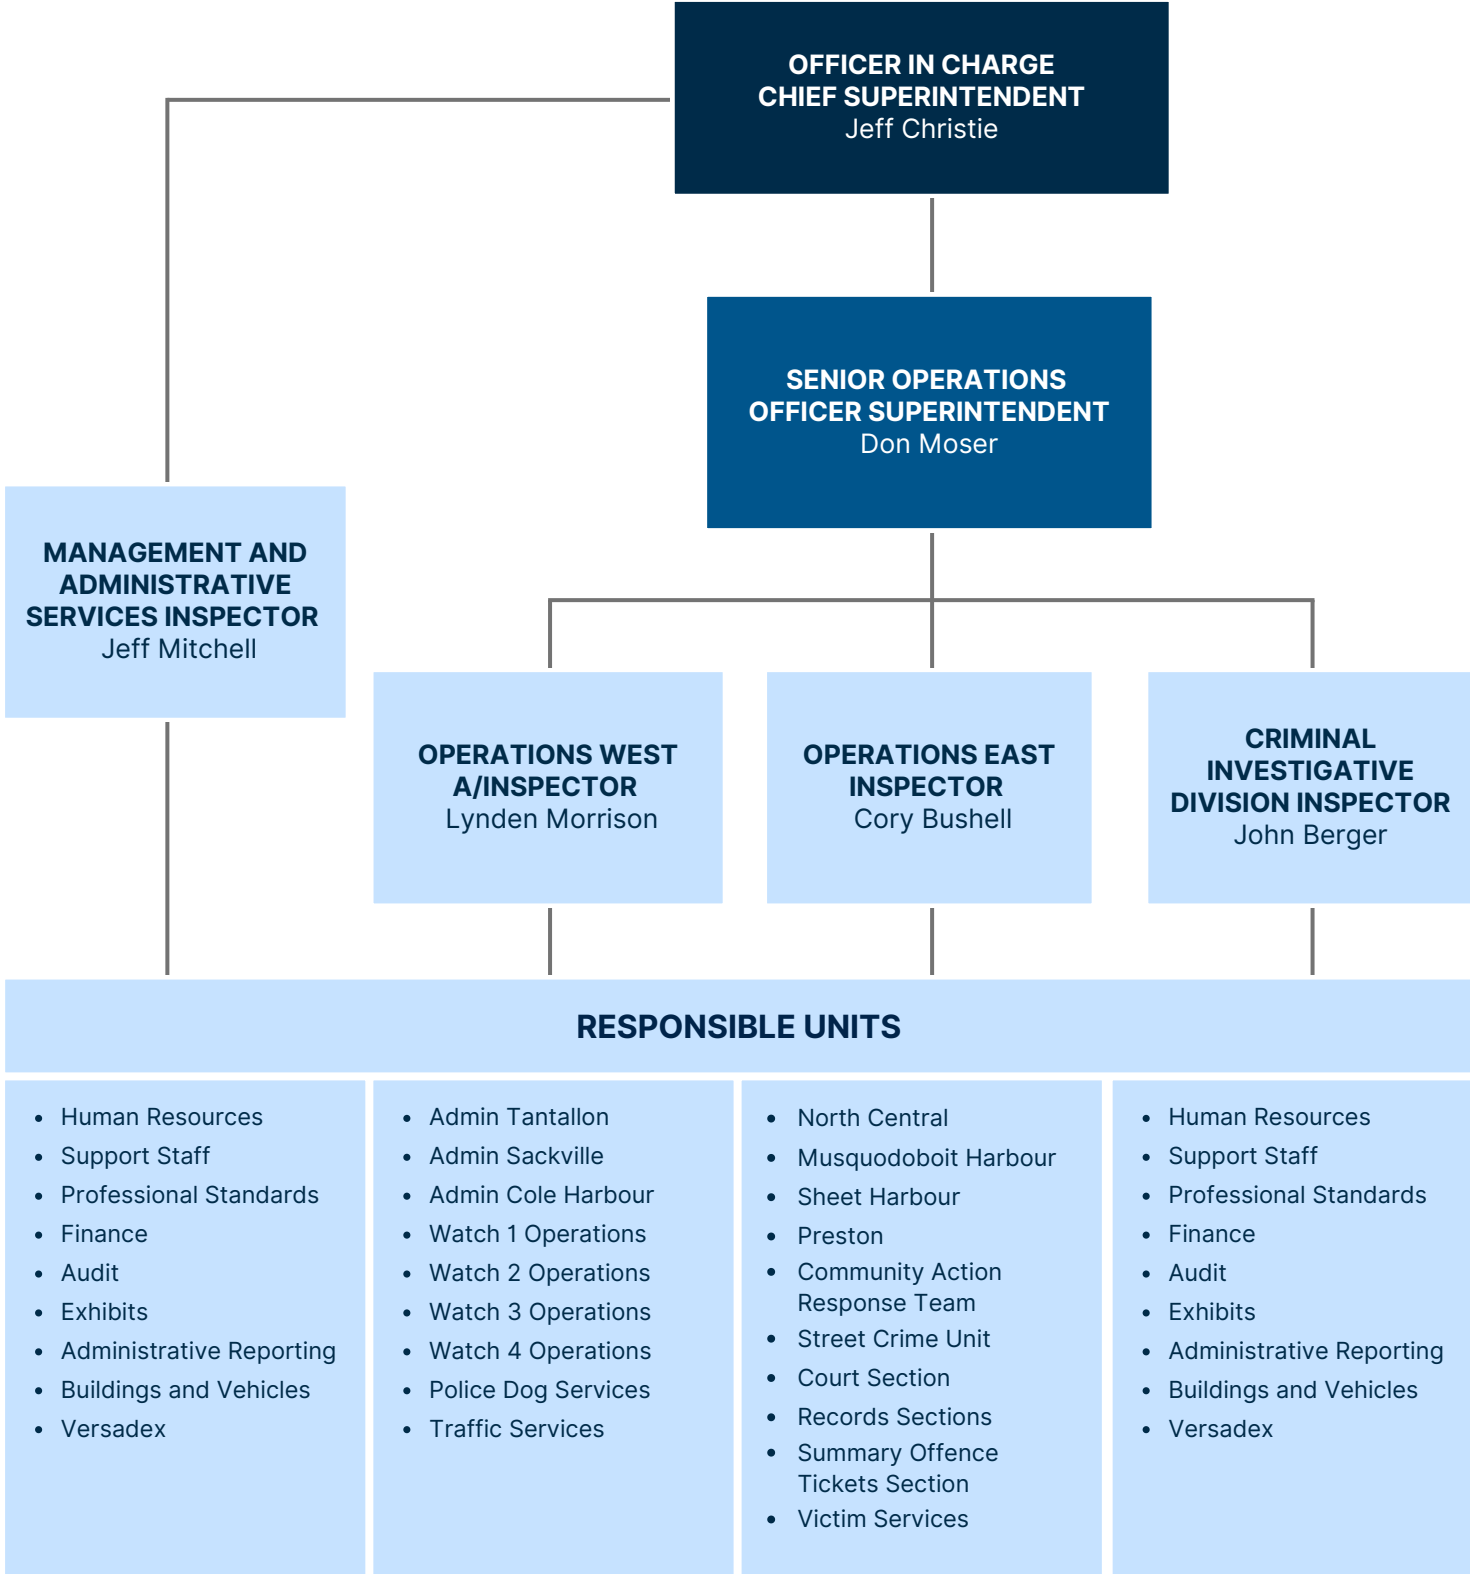 OFFICER IN CHARGE
CHIEF SUPERINTENDENT
Jeff Christie
SENIOR OPERATIONS
OFFICER SUPERINTENDENT
Don Moser
MANAGEMENT AND
ADMINISTRATIVE
SERVICES INSPECTOR
Jeff Mitchell
OPERATIONS WEST
A/INSPECTOR
Lynden Morrison
OPERATIONS EAST
INSPECTOR
Cory Bushell
CRIMINAL
INVESTIGATIVE
DIVISION INSPECTOR
John Berger
RESPONSIBLE UNITS
• Human Resources
• Support Staff
• Professional Standards
• Finance
• Audit
• Exhibits
• Administrative Reporting
• Buildings and Vehicles
• Versadex
• Admin Tantallon
• Admin Sackville
• Admin Cole Harbour
• Watch 1 Operations
• Watch 2 Operations
• Watch 3 Operations
• Watch 4 Operations
• Police Dog Services
• Traffic Services
• North Central
• Musquodoboit Harbour
• Sheet Harbour
• Preston
• Community Action
Response Team
• Street Crime Unit
• Court Section
• Records Sections
• Summary Offence
Tickets Section
• Victim Services
• Human Resources
• Support Staff
• Professional Standards
• Finance
• Audit
• Exhibits
• Administrative Reporting
• Buildings and Vehicles
• Versadex